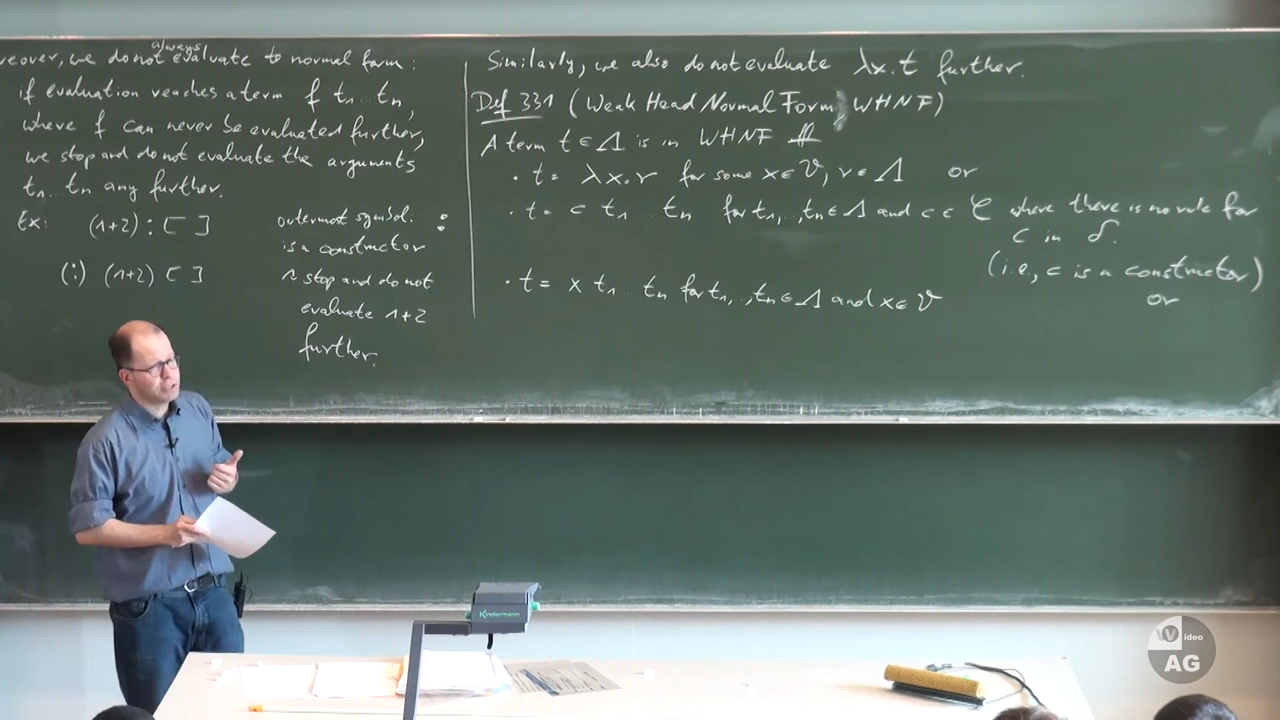 reover, we do not always evaluate to normal form:
if evaluation reaches a term f t₁...tₙ,
where f can never be evaluated further,
we stop and do not evaluate the arguments
t₁...tₙ any further.
Ex: (1+2) : [ ]
(:) (1+2) [ ]
outermost symbol :
is a constructor
stop and do not
evaluate 1+2
further.
Similarly, we also do not evaluate λx.t further.
Def 331 (Weak Head Normal Form, WHNF)
A term t ∈ Λ is in WHNF iff
· t = λx.r for some x ∈ V, r ∈ Λ or
· t = c t₁...tₙ for t₁,...,tₙ ∈ Λ and c ∈ C where there is no rule for
c in δ.
(i.e., c is a constructor)
or
· t = x t₁...tₙ for t₁,...,tₙ ∈ Λ and x ∈ V
Kindermann
Video
AG